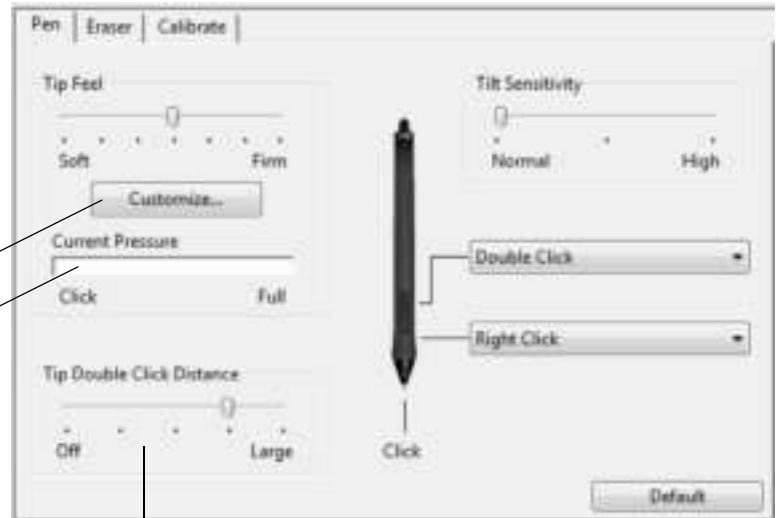 Pen Eraser Calibrate
Tip Feel
Soft Firm
Customize...
Current Pressure
Click Full
Tip Double Click Distance
Off Large
Tilt Sensitivity
Normal High
Double Click
Right Click
Click
Default